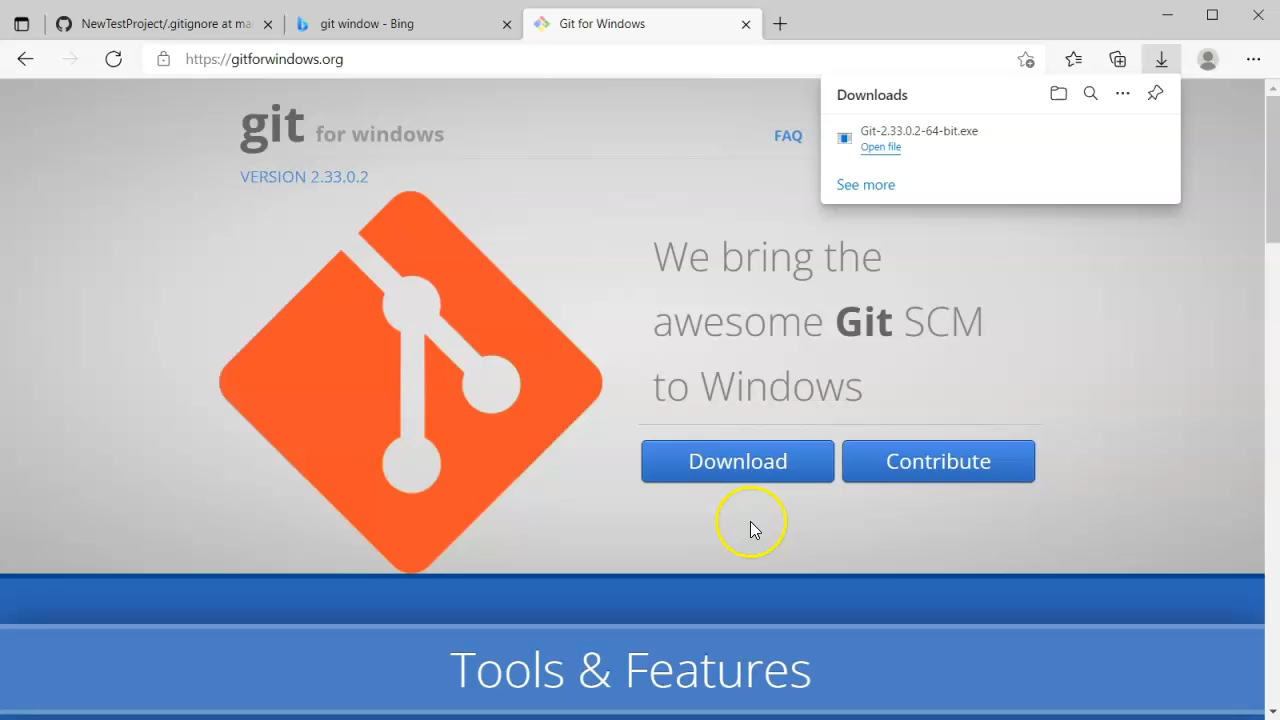 NewTestProject/.gitignore at ma
git window - Bing
Git for Windows
https://gitforwindows.org
Downloads
Git-2.33.0.2-64-bit.exe
Open file
See more
git for windows
FAQ
VERSION 2.33.0.2
We bring the
awesome Git SCM
to Windows
Download
Contribute
Tools & Features